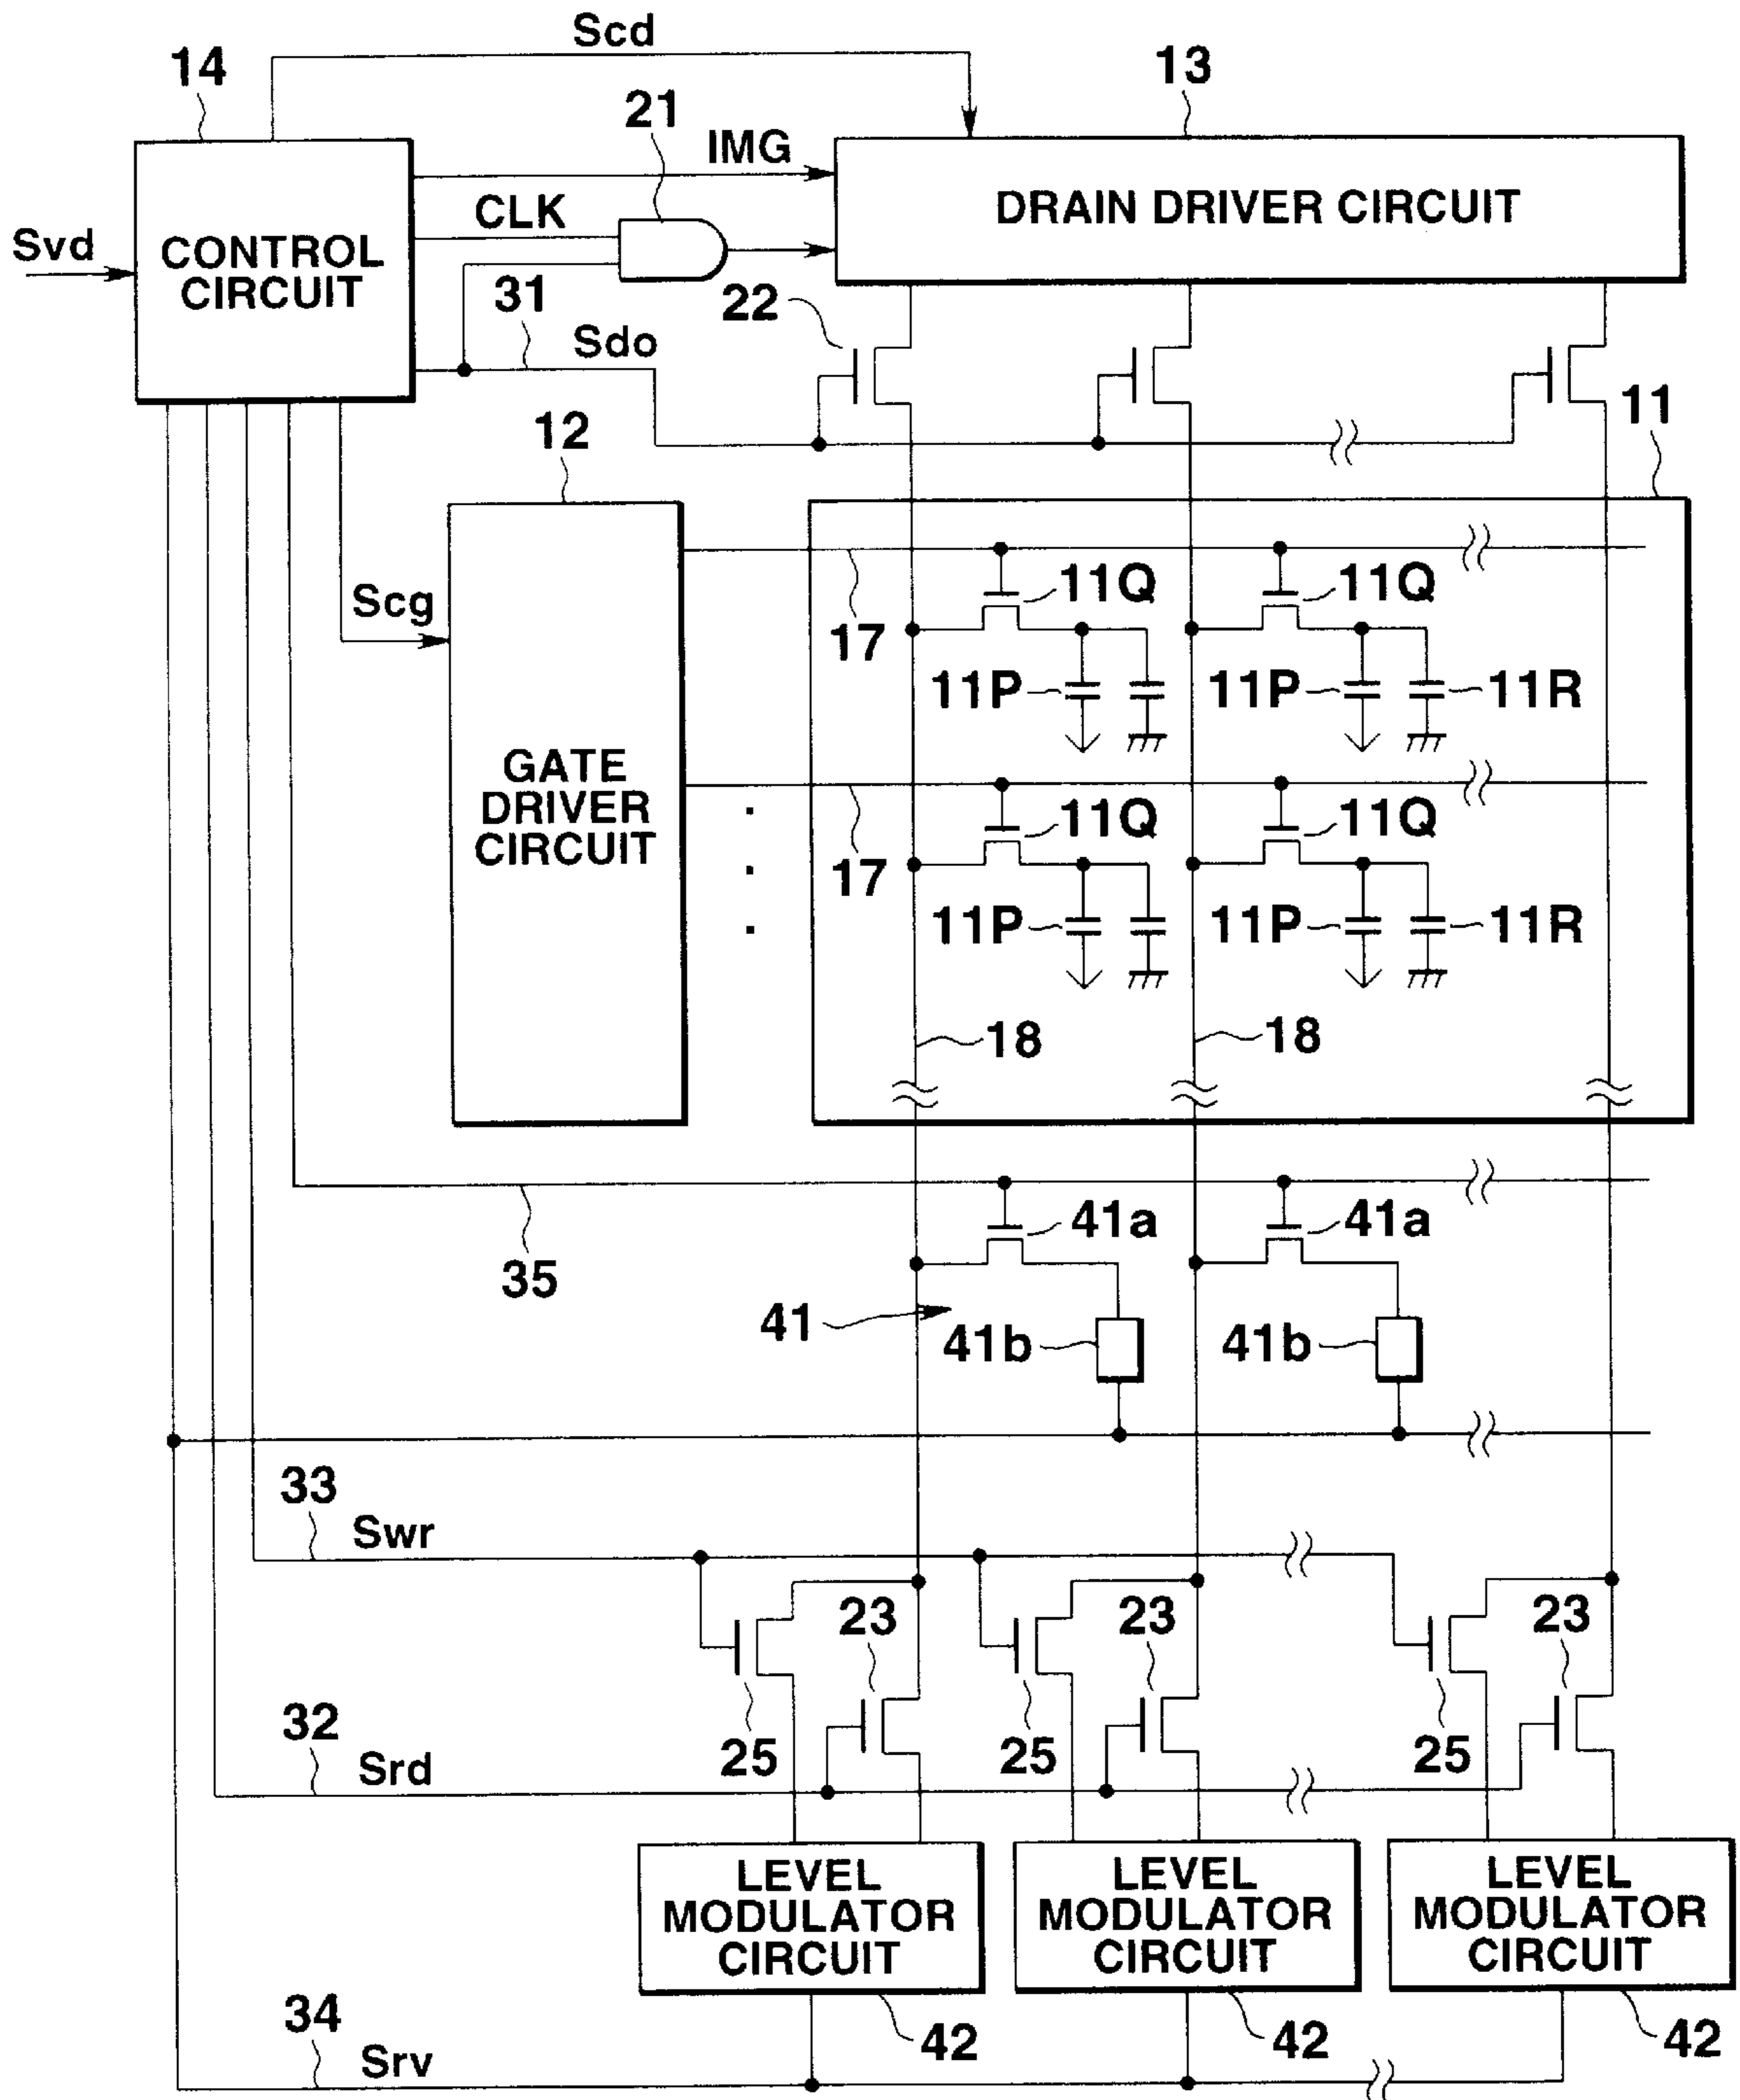 Scd
14
13
21
IMG
DRAIN DRIVER CIRCUIT
CLK
Svd
CONTROL
CIRCUIT
31
22
Sdo
11
12
11Q
11Q
Scg
17
11P
11P
11R
GATE
DRIVER
CIRCUIT
11Q
11Q
17
11P
11P
11R
18
18
41a
41a
35
41
41b
41b
33
Swr
23
23
23
32
25
25
25
Srd
LEVEL
MODULATOR
CIRCUIT
LEVEL
MODULATOR
CIRCUIT
LEVEL
MODULATOR
CIRCUIT
34
42
42
42
Srv